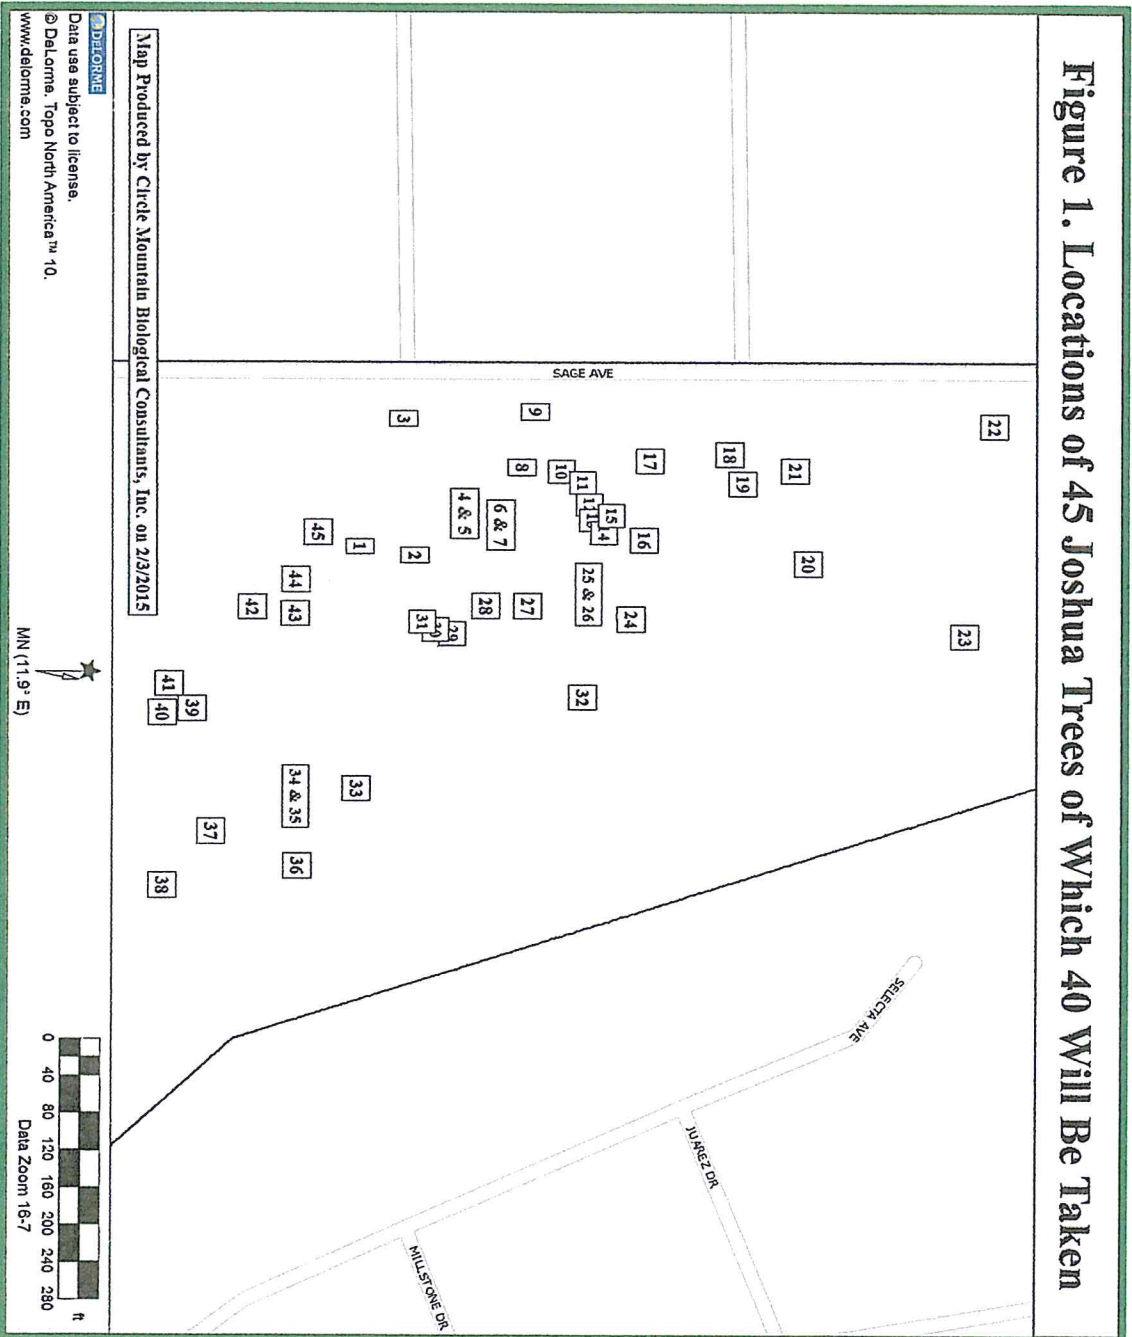 Figure 1. Locations of 45 Joshua Trees of Which 40 Will Be Taken
22
23
SELECTA AVE
21
20
18
19
JUAREZ DR
17
16
24
15
14
SAGE AVE
11
25 & 26
32
10
9
27
8
6 & 7
28
4 & 5
29
30
31
MILLSTONE DR
2
3
1
33
45
44
43
34 & 35
36
42
37
39
41
40
38
Map Produced by Circle Mountain Biological Consultants, Inc. on 2/3/2015
DELORME
Data use subject to license.
© DeLorme. Topo North America™ 10.
www.delorme.com
MN (11.9° E)
ft
0 40 80 120 160 200 240 280
Data Zoom 16-7